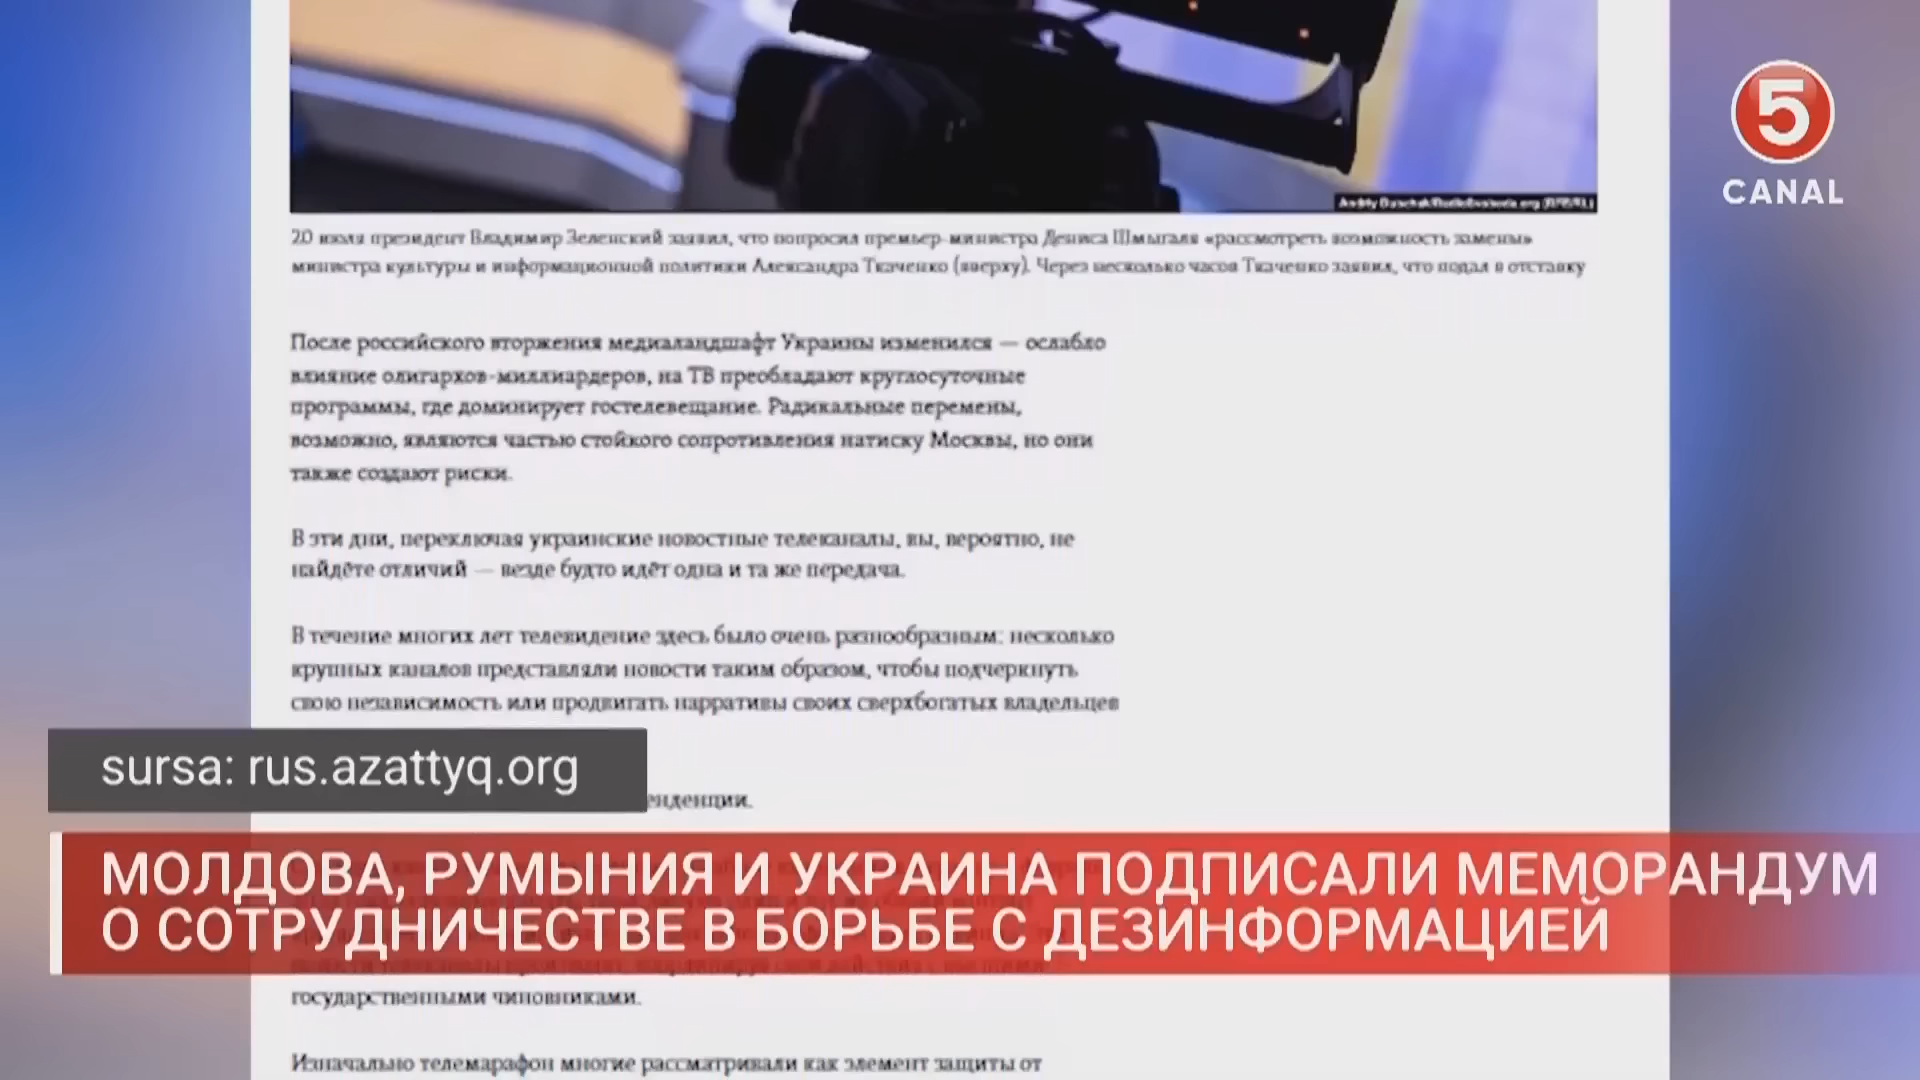 5
CANAL
20 июля президент Владимир Зеленский заявил, что попросил премьер-министра Дениса Шмыгаля «рассмотреть возможность замены»
министра культуры и информационной политики Александра Ткаченко (вверху). Через несколько часов Ткаченко заявил, что подал в отставку
После российского вторжения медиаландшафт Украины изменился — ослабло
влияние олигархов-миллиардеров, на ТВ преобладают круглосуточные
программы, где доминирует гостелевещание. Радикальные перемены,
возможно, являются частью стойкого сопротивления натиску Москвы, но они
также создают риски.
В эти дни, переключая украинские новостные телеканалы, вы, вероятно, не
найдёте отличий — везде будто идёт одна и та же передача.
В течение многих лет телевидение здесь было очень разнообразным: несколько
крупных каналов представляли новости таким образом, чтобы подчеркнуть
свою независимость или продвигать нарративы своих сверхбогатых владельцев
sursa: rus.azattyq.org
енденции.
МОЛДОВА, РУМЫНИЯ И УКРАИНА ПОДПИСАЛИ МЕМОРАНДУМ
О СОТРУДНИЧЕСТВЕ В БОРЬБЕ С ДЕЗИНФОРМАЦИЕЙ
государственными чиновниками.
Изначально телемарафон многие рассматривали как элемент защиты от